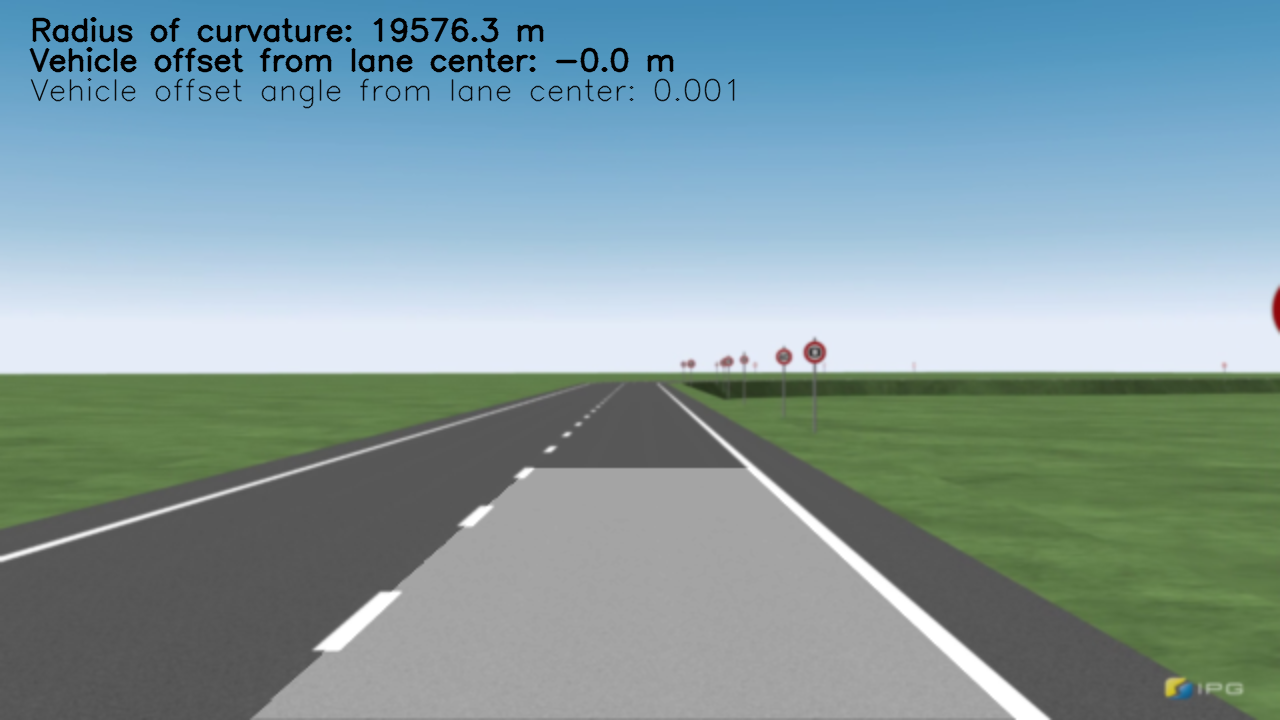 Radius of curvature: 19576.3 m
Vehicle offset from lane center: −0.0 m
Vehicle offset angle from lane center: 0.001
IPG